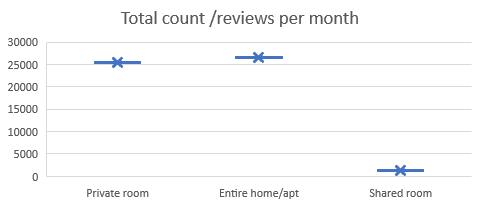 Total count /reviews per month
30000
25000
20000
15000
10000
5000
0
Private room
Entire home/apt
Shared room